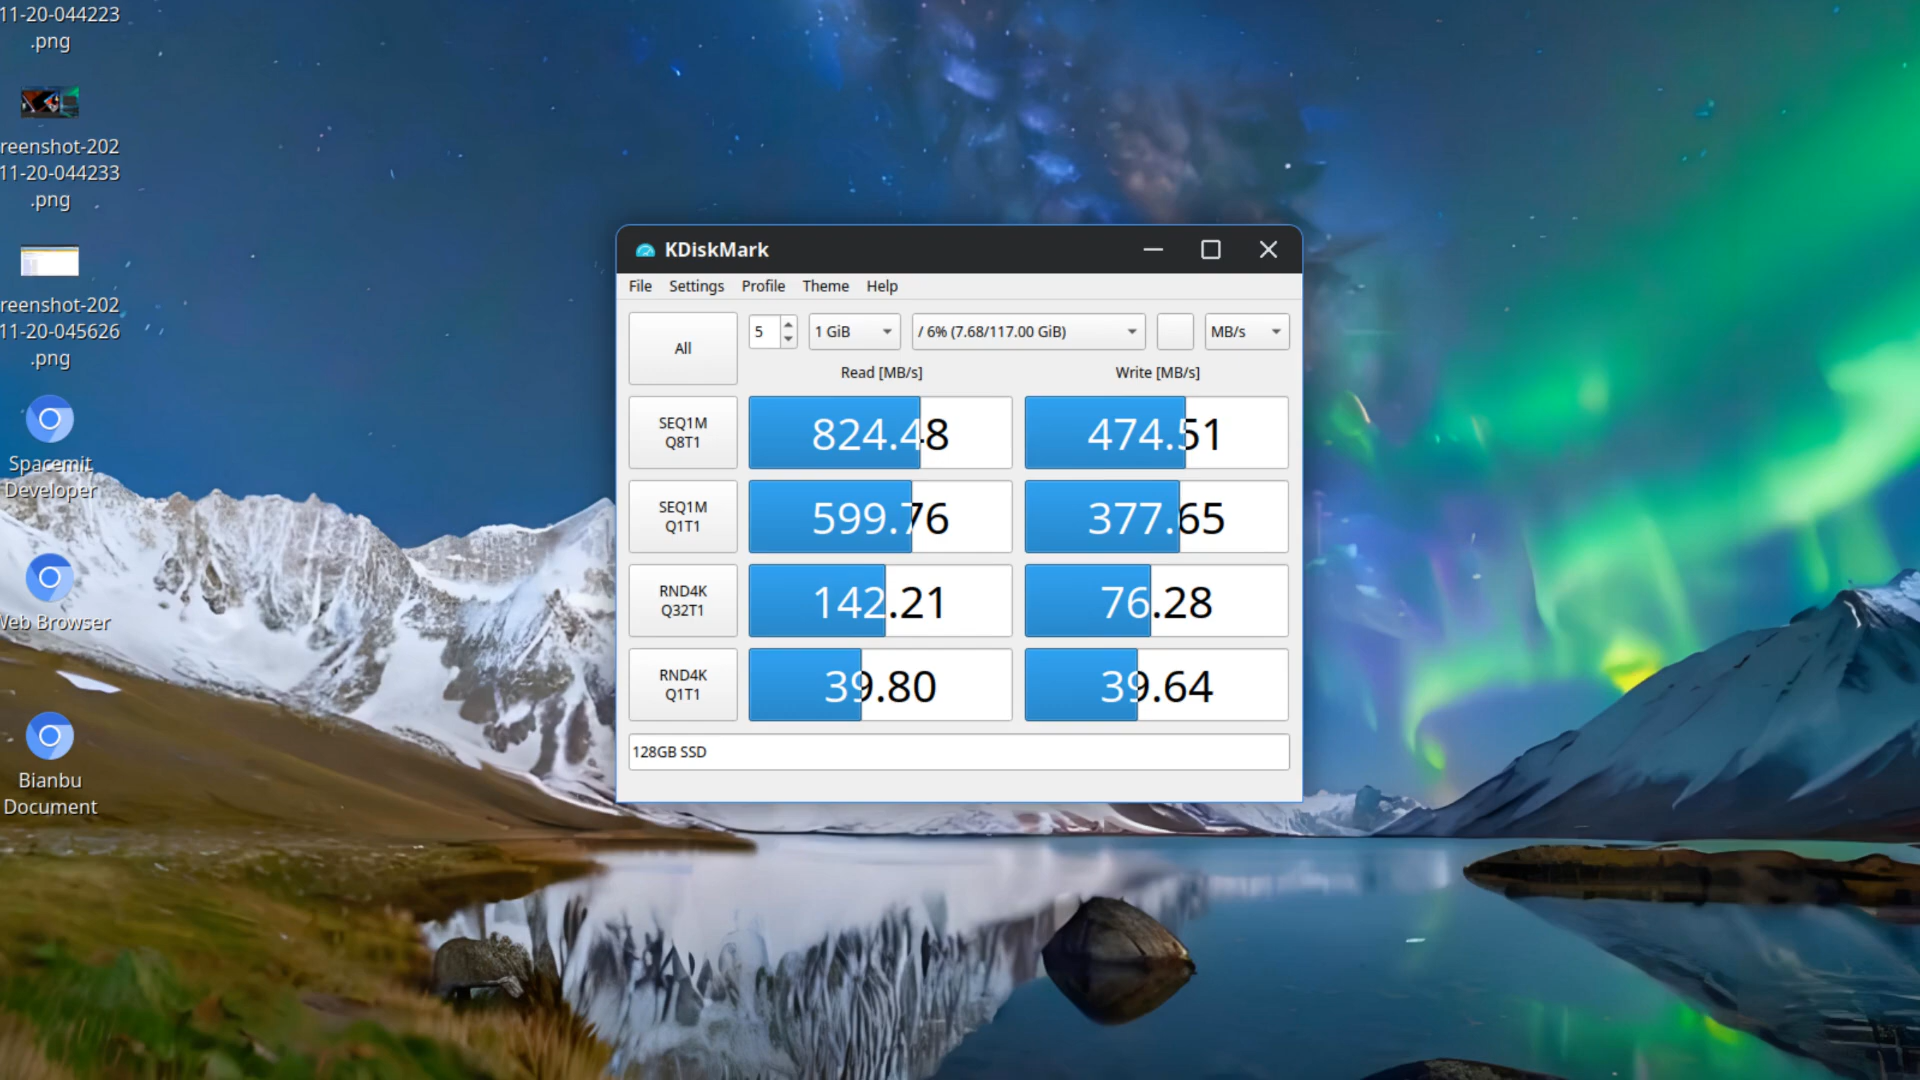 11-20-044223
.png
reenshot-202
11-20-044233
.png
reenshot-202
11-20-045626
.png
Spacemit
Developer
Web Browser
Bianbu
Document
KDiskMark
File Settings Profile Theme Help
All
5
1 GiB
/ 6% (7.68/117.00 GiB)
MB/s
Read [MB/s]
Write [MB/s]
SEQ1M
Q8T1
824.48
474.51
SEQ1M
Q1T1
599.76
377.65
RND4K
Q32T1
142.21
76.28
RND4K
Q1T1
39.80
39.64
128GB SSD